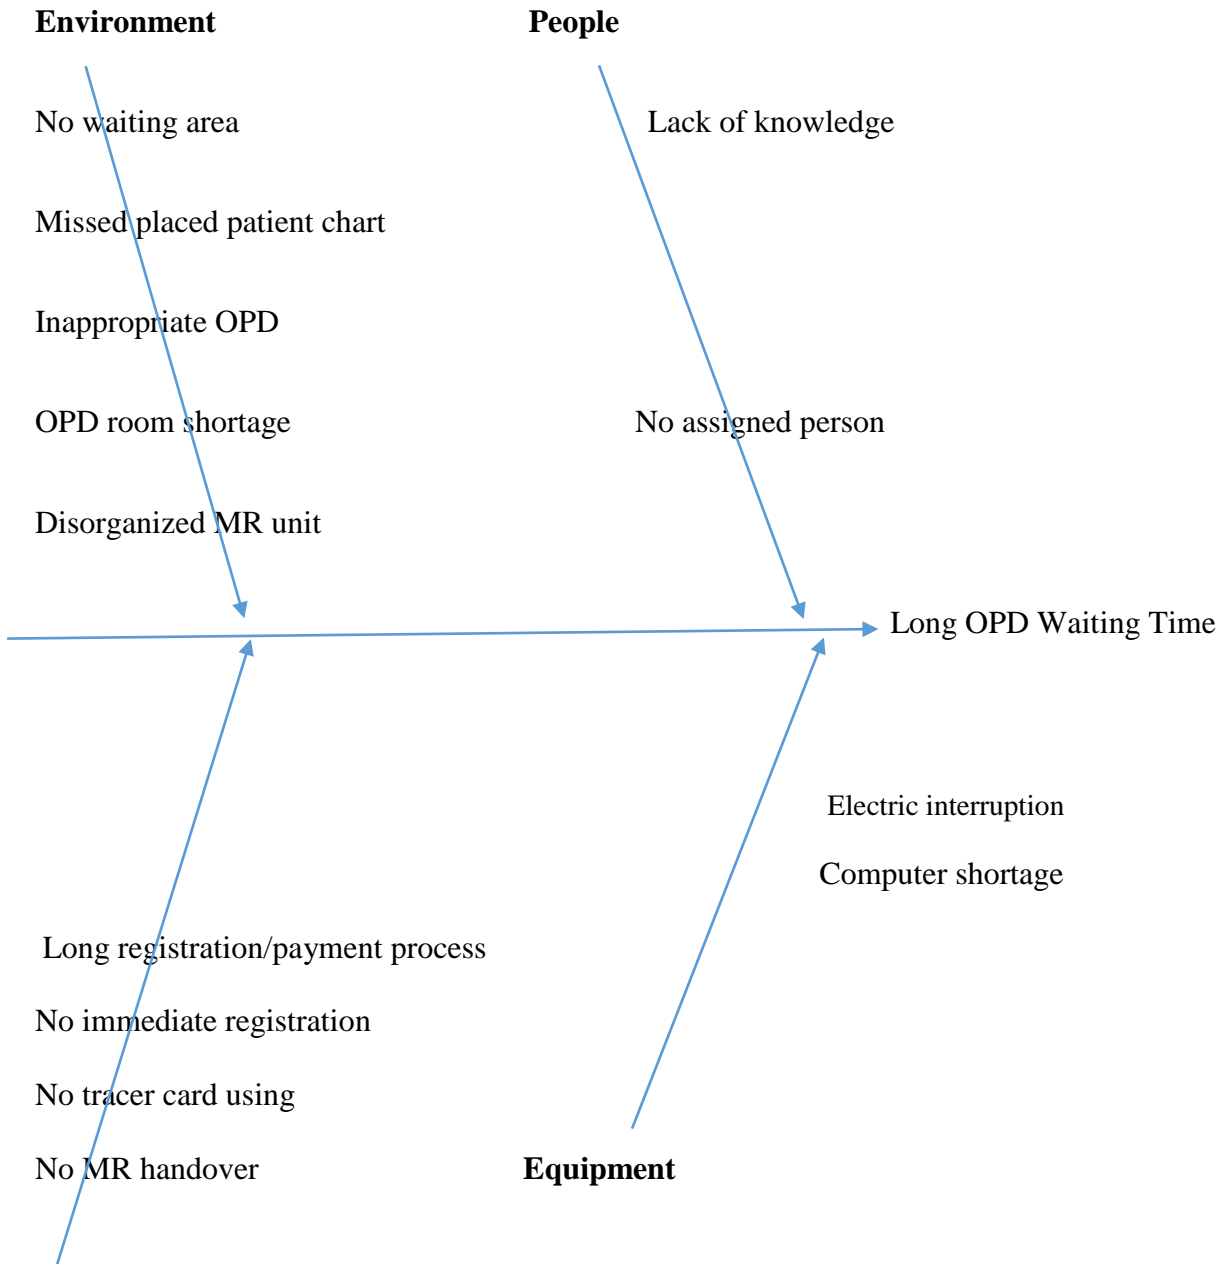 Environment
People
No waiting area
Lack of knowledge
Missed placed patient chart
Inappropriate OPD
OPD room shortage
No assigned person
Disorganized MR unit
Long OPD Waiting Time
Electric interruption
Computer shortage
Long registration/payment process
No immediate registration
No tracer card using
No MR handover
Equipment